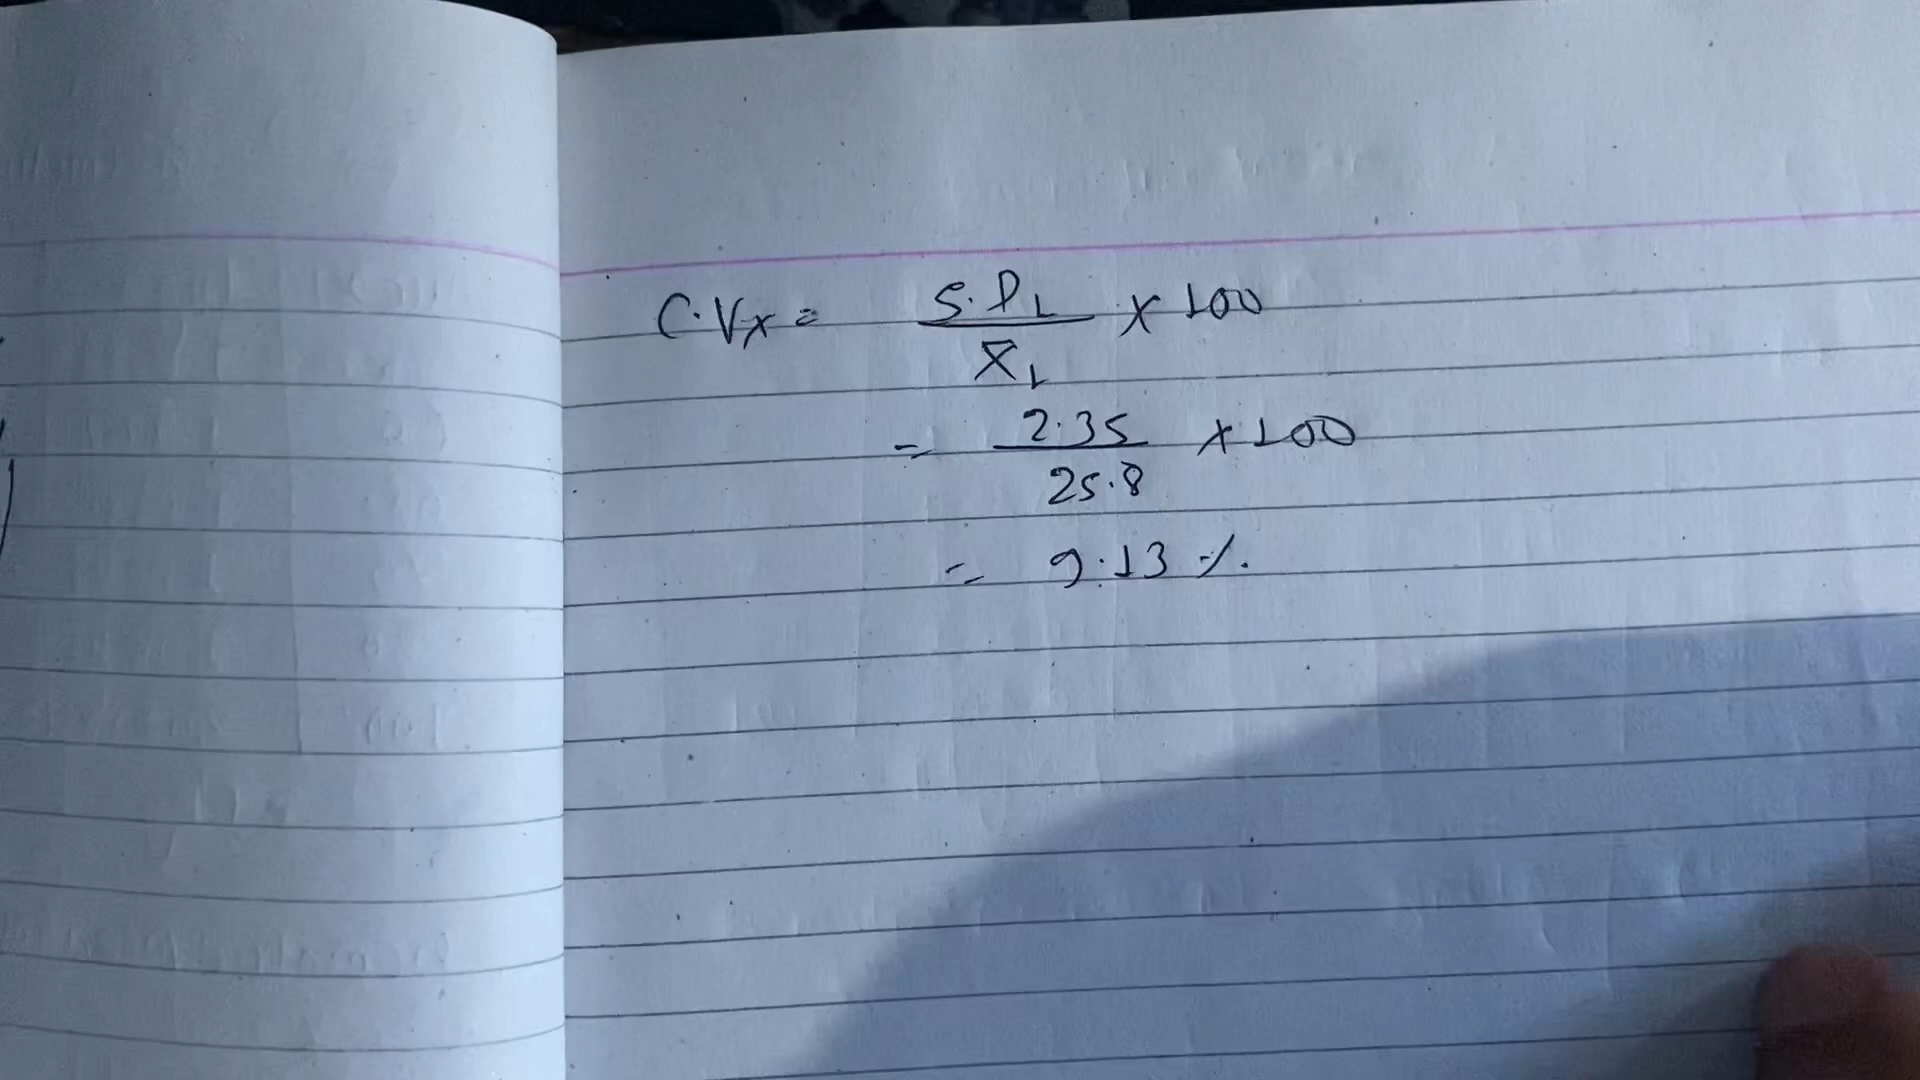 C.Vx = S.D₁ / X̄₁ × 100
= 2.35 / 25.8 × 100
= 9.13 %.